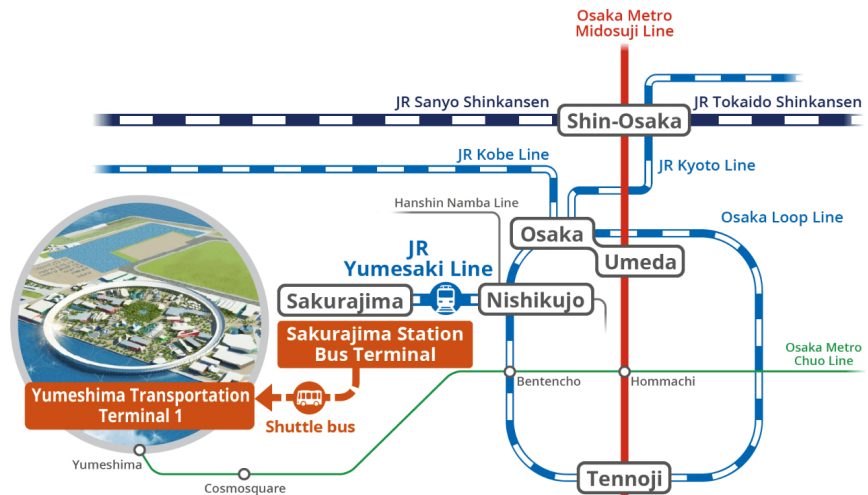 Osaka Metro
Midosuji Line
JR Sanyo Shinkansen
JR Tokaido Shinkansen
Shin-Osaka
JR Kobe Line
JR Kyoto Line
Hanshin Namba Line
Osaka Loop Line
Osaka
Umeda
JR
Yumesaki Line
Sakurajima
Nishikujo
Sakurajima Station
Bus Terminal
Osaka Metro
Chuo Line
Yumeshima Transportation
Terminal 1
Shuttle bus
Bentencho
Hommachi
Yumeshima
Cosmosquare
Tennoji